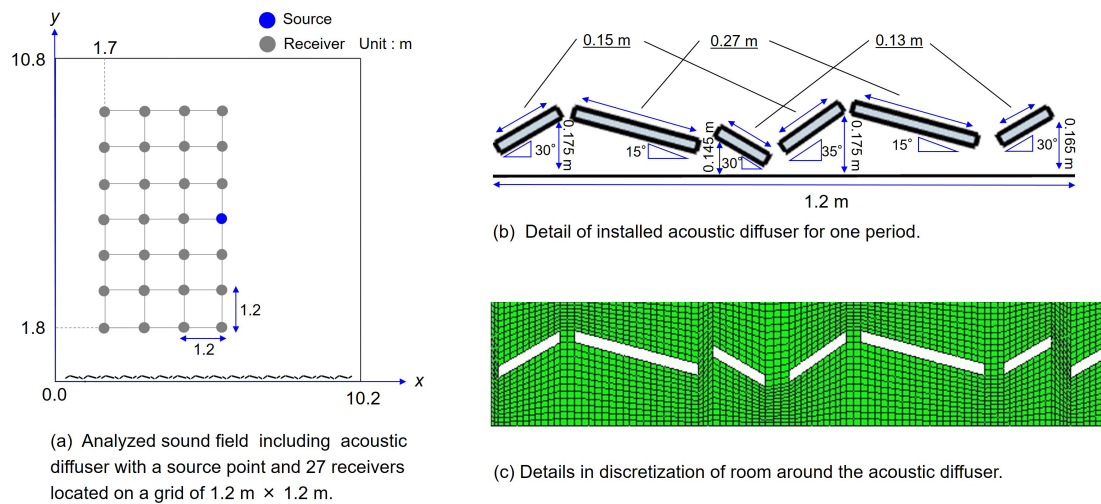 y
Source
Receiver Unit : m
1.7
10.8
1.2
1.2
1.8
0.0
10.2
x
(a) Analyzed sound field including acoustic
diffuser with a source point and 27 receivers
located on a grid of 1.2 m × 1.2 m.
0.15 m
0.27 m
0.13 m
30°
0.175 m
15°
0.145 m
30°
35°
0.175 m
15°
30°
0.165 m
1.2 m
(b) Detail of installed acoustic diffuser for one period.
(c) Details in discretization of room around the acoustic diffuser.